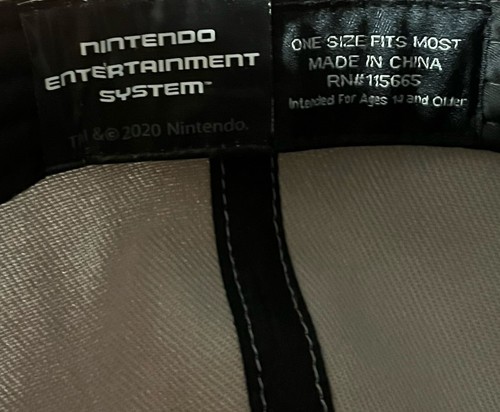 NINTENDO
ENTERTAINMENT
SYSTEM™
TM &©2020 Nintendo.
ONE SIZE FITS MOST
MADE IN CHINA
RN#115665
Intended For Ages 14 and Older